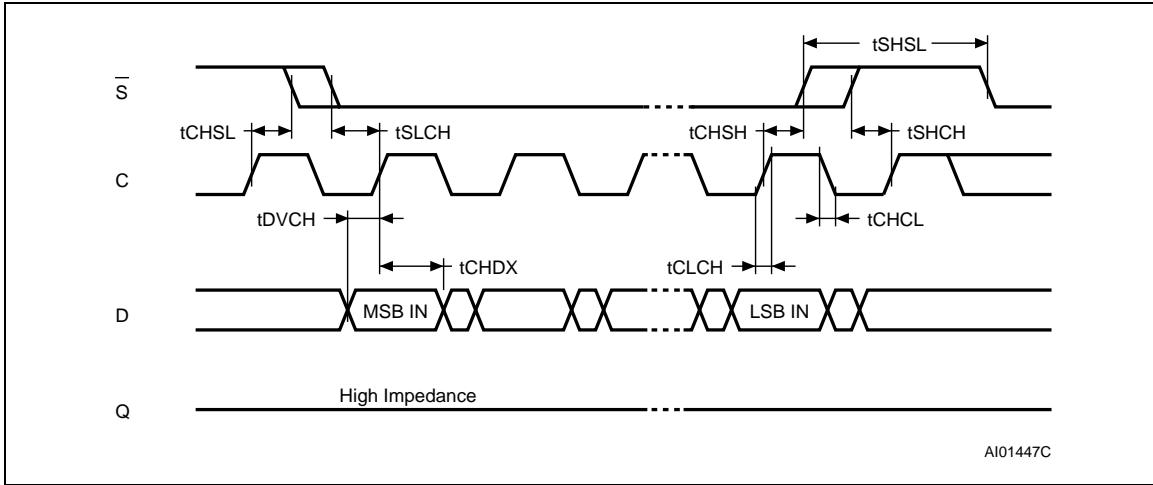 tSHSL
S̅
tCHSL
tSLCH
tCHSH
tSHCH
C
tDVCH
tCHCL
tCHDX
tCLCH
D
MSB IN
LSB IN
High Impedance
Q
AI01447C